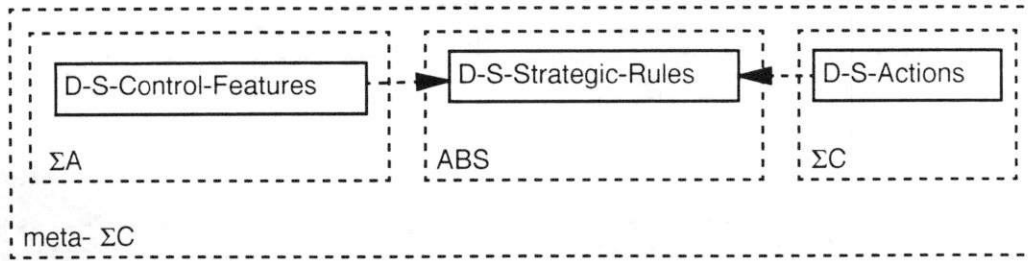 D-S-Control-Features
D-S-Strategic-Rules
D-S-Actions
ΣA
ABS
ΣC
meta- ΣC